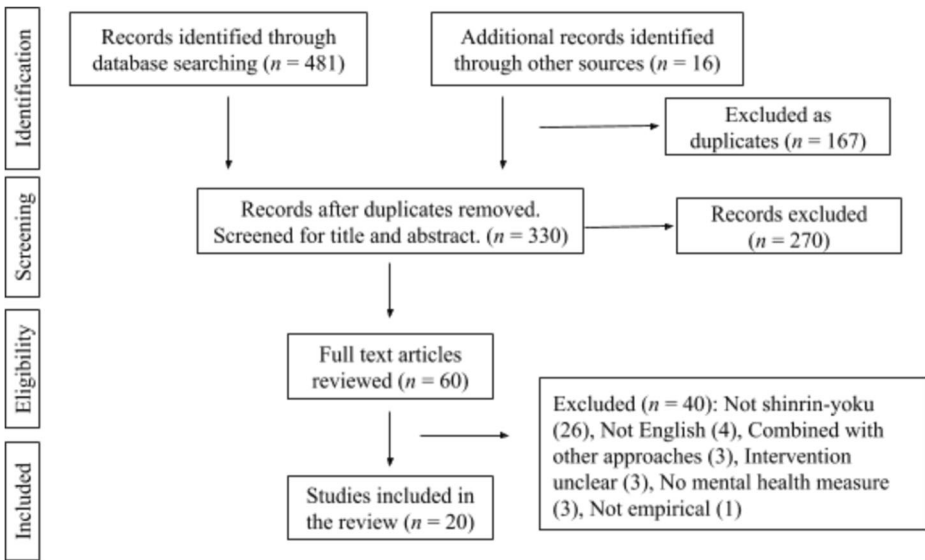 Identification
Records identified through
database searching (n = 481)
Additional records identified
through other sources (n = 16)
Excluded as
duplicates (n = 167)
Screening
Records after duplicates removed.
Screened for title and abstract. (n = 330)
Records excluded
(n = 270)
Eligibility
Full text articles
reviewed (n = 60)
Excluded (n = 40): Not shinrin-yoku
(26), Not English (4), Combined with
other approaches (3), Intervention
unclear (3), No mental health measure
(3), Not empirical (1)
Included
Studies included in
the review (n = 20)